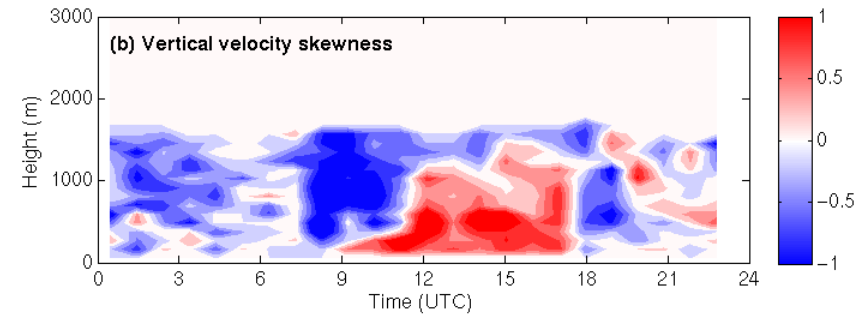 (b) Vertical velocity skewness
3000
2000
1000
0
Height (m)
0 3 6 9 12 15 18 21 24
Time (UTC)
1
0.5
0
−0.5
−1